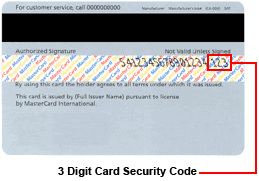 For customer service, call 0000000000
Authorized Signature Not Valid Unless Signed
5412345678901234 123
By using this card the holder agrees to all terms under which it was issued.
This card is issued by (Full Issuer Name) pursuant to license
by MasterCard International.
3 Digit Card Security Code